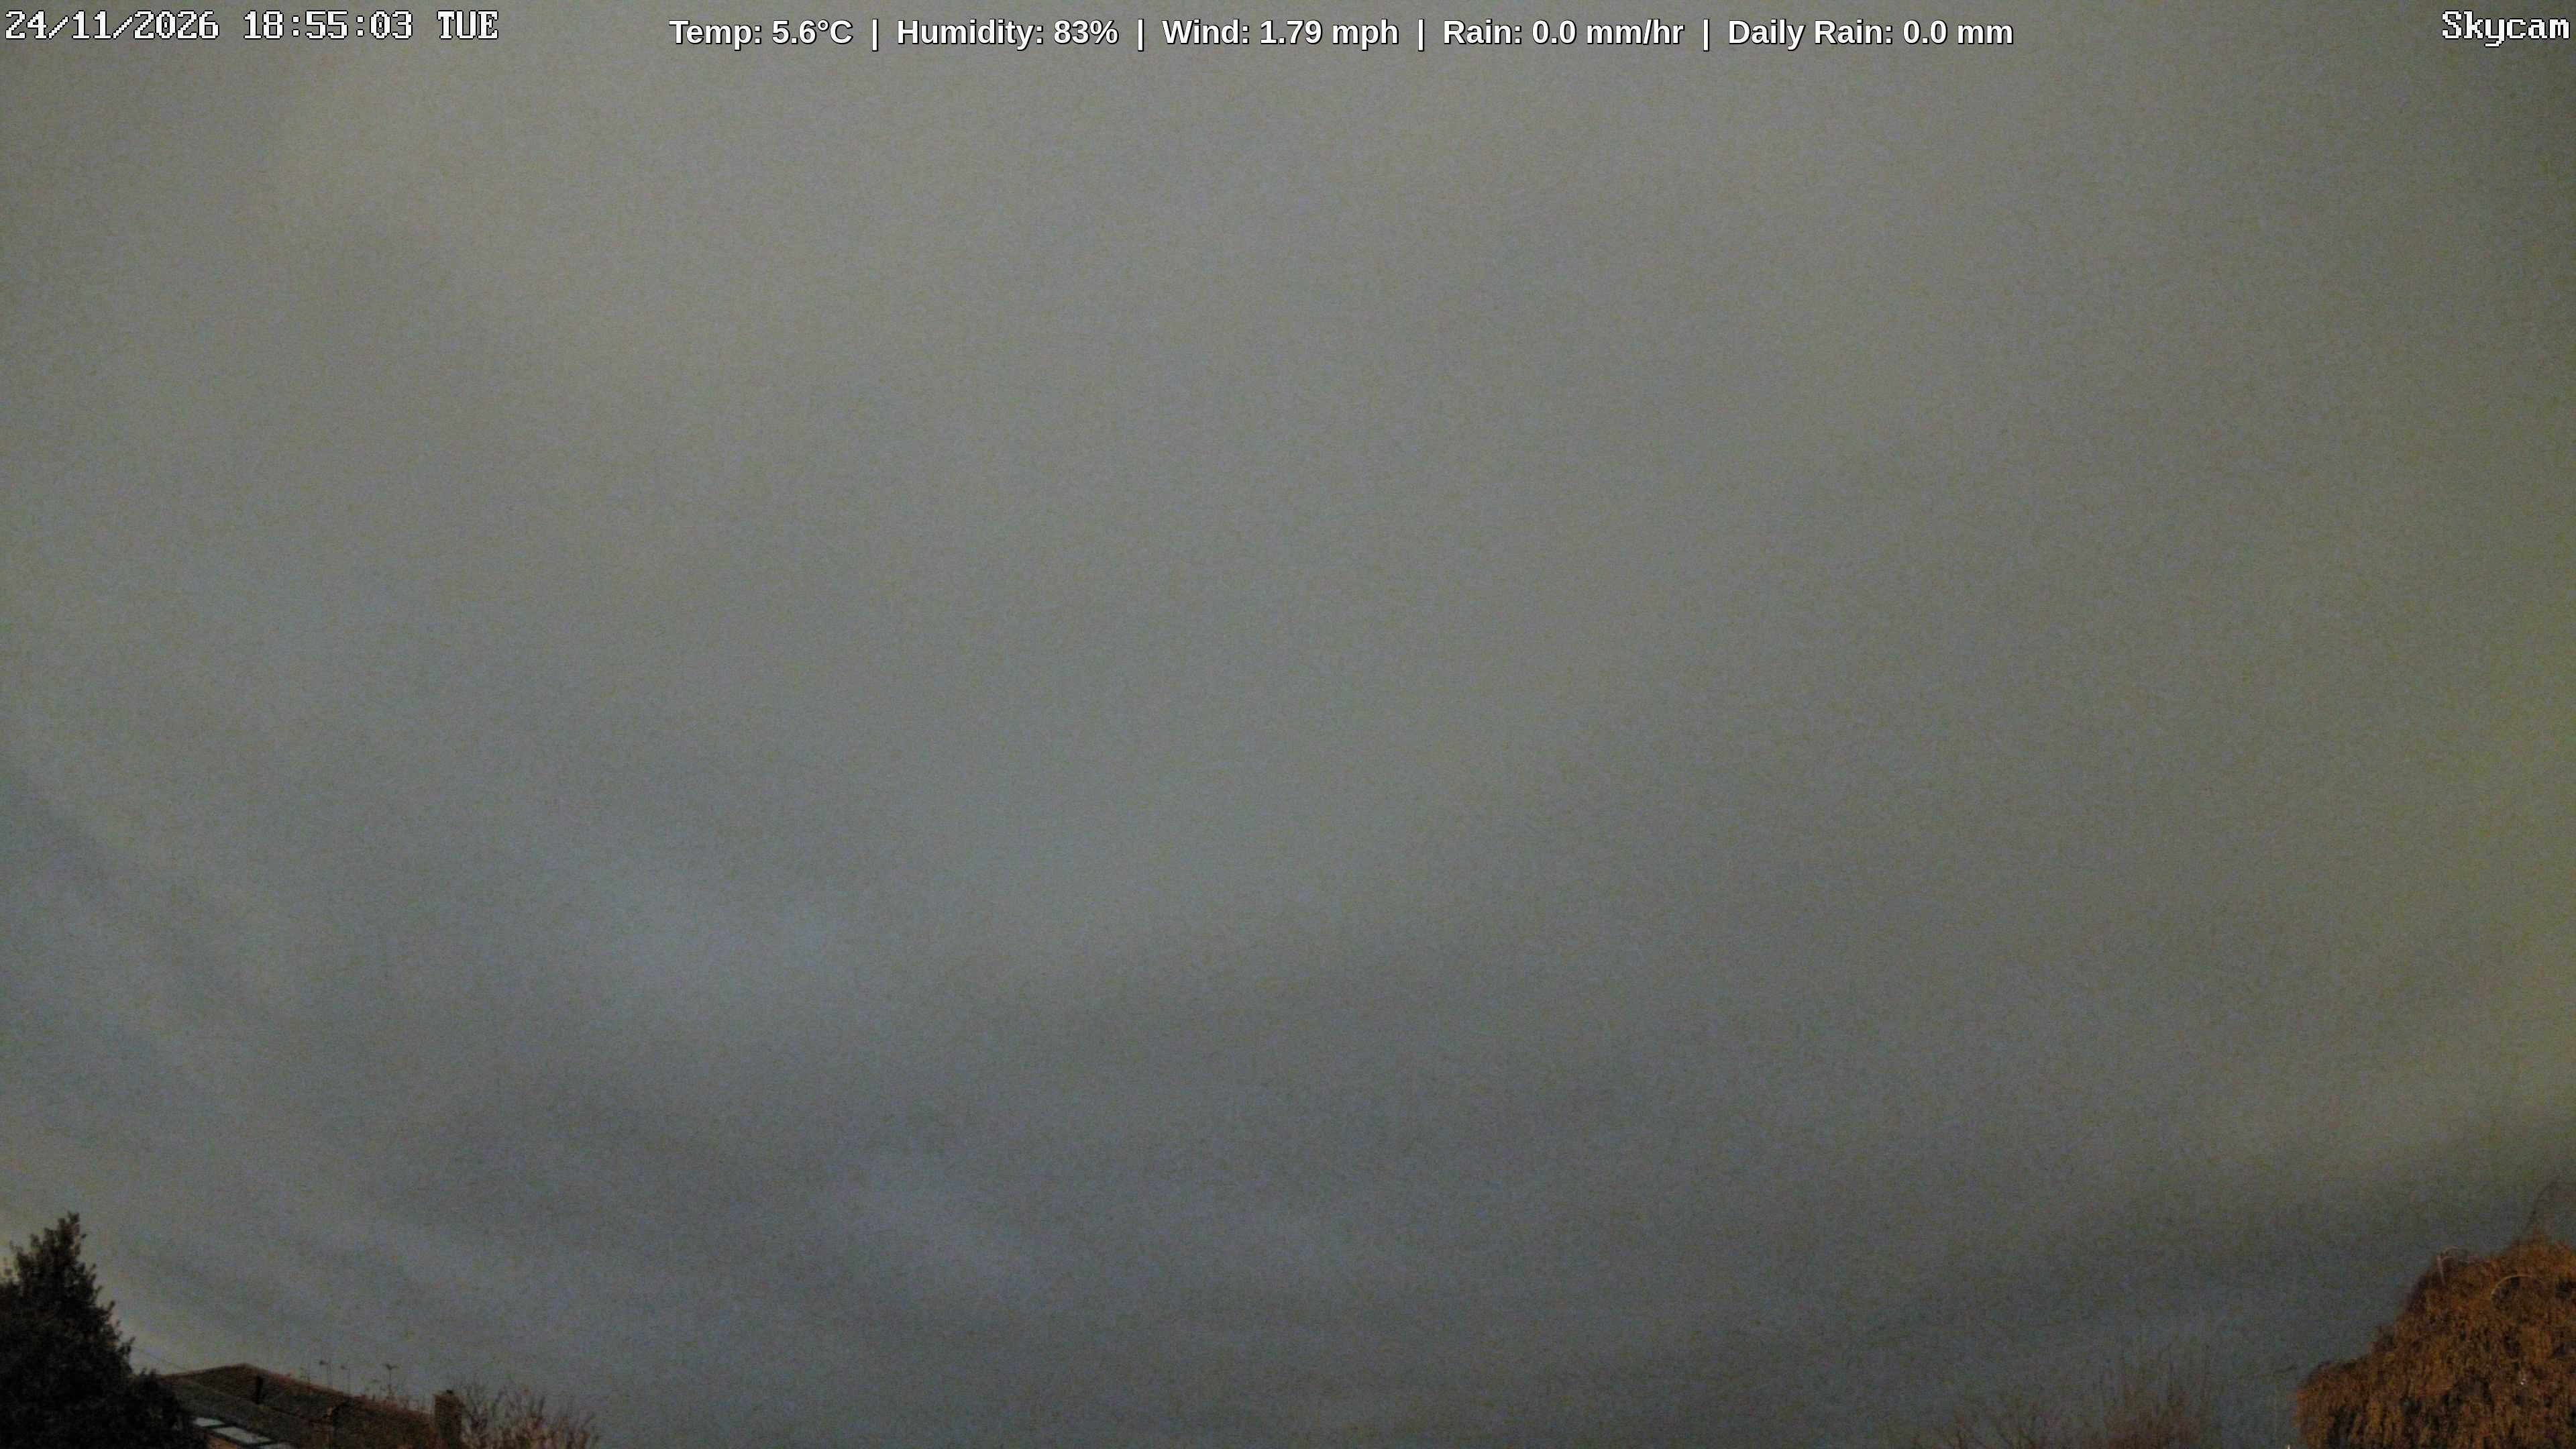 24/11/2026 18:55:03 TUE
Temp: 5.6°C | Humidity: 83% | Wind: 1.79 mph | Rain: 0.0 mm/hr | Daily Rain: 0.0 mm
Skycam